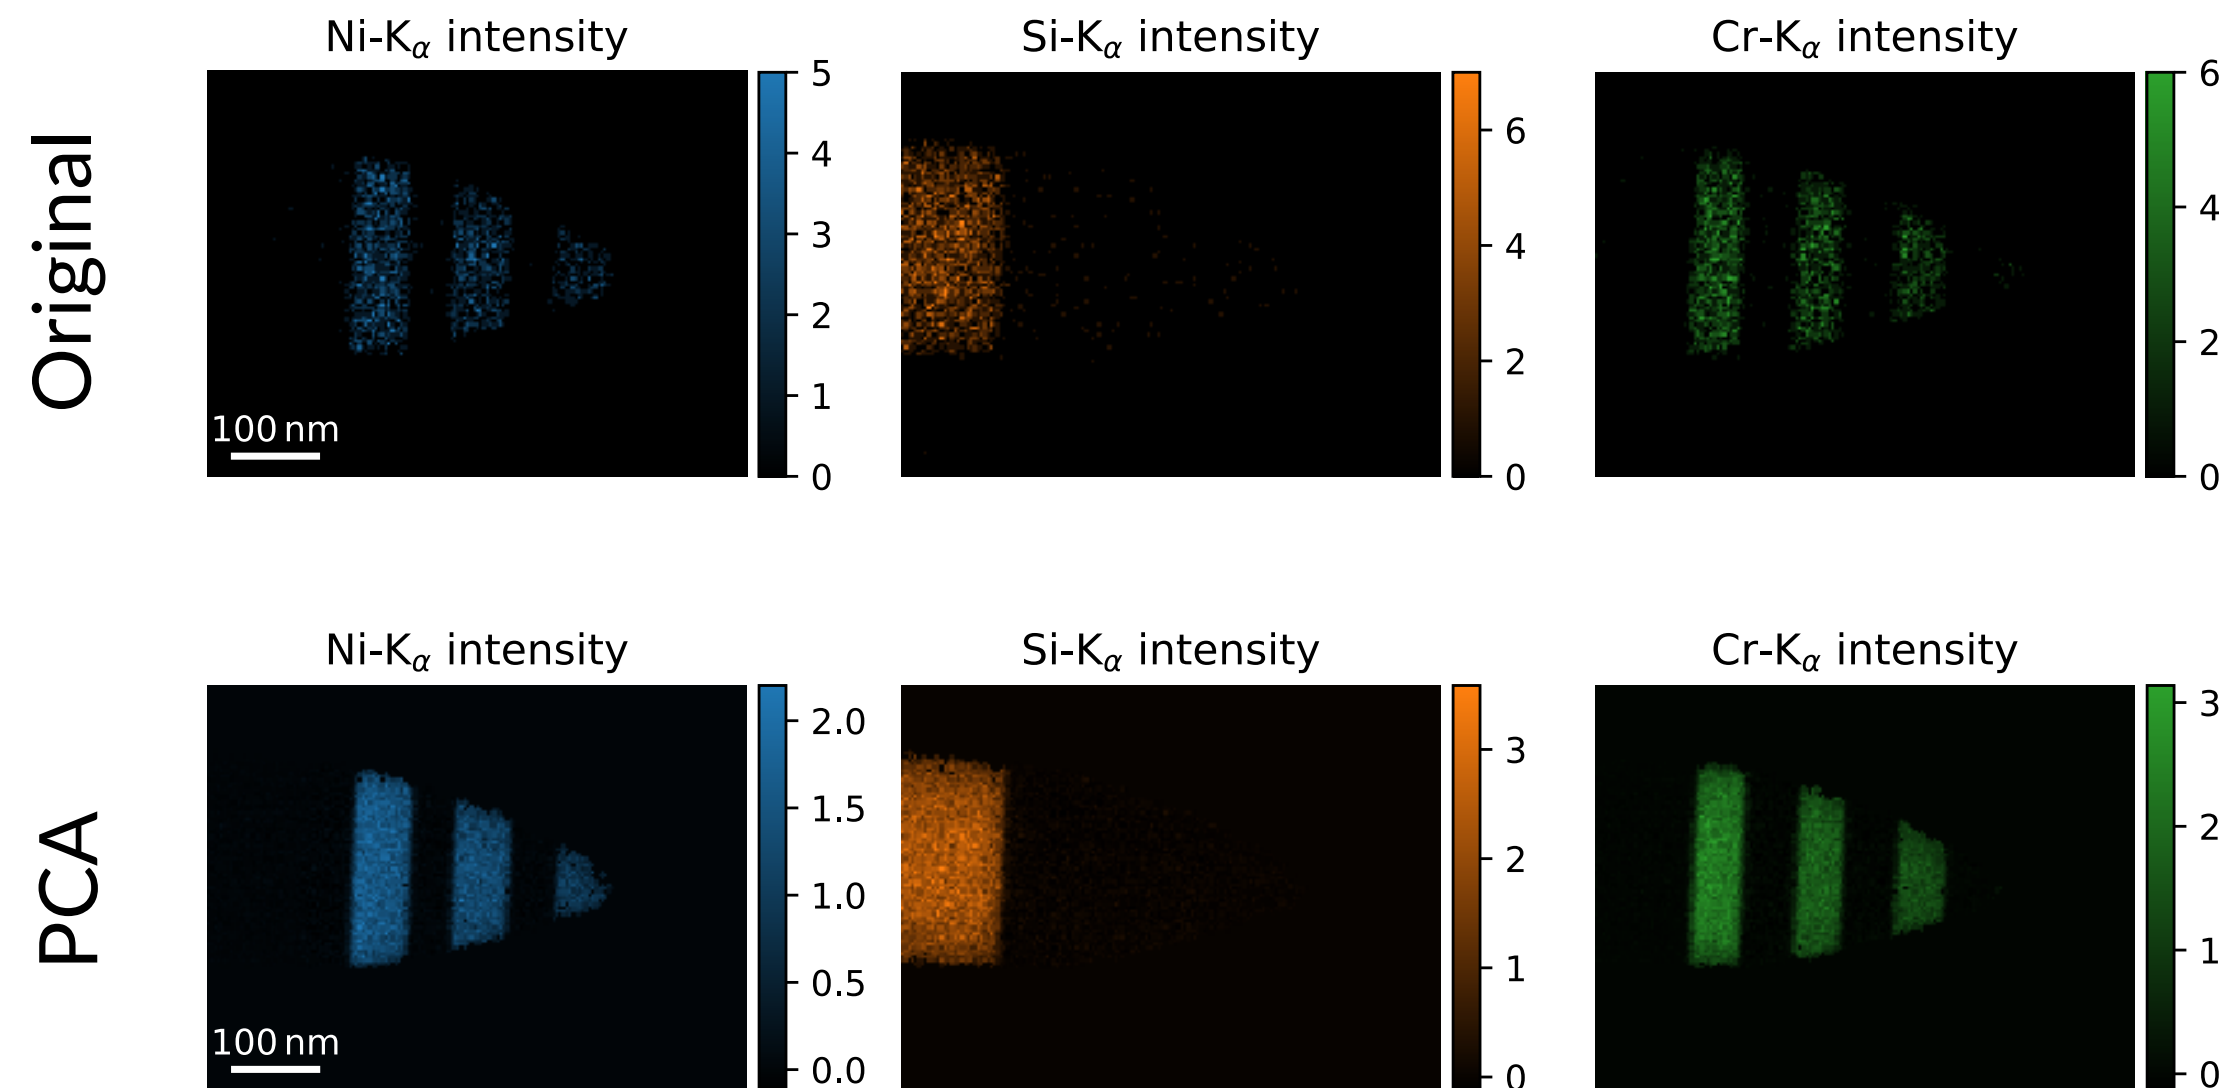 Original
Ni-Kα intensity
5
4
3
2
1
0
100 nm
Si-Kα intensity
6
4
2
0
Cr-Kα intensity
6
4
2
0
PCA
Ni-Kα intensity
2.0
1.5
1.0
0.5
0.0
100 nm
Si-Kα intensity
3
2
1
0
Cr-Kα intensity
3
2
1
0